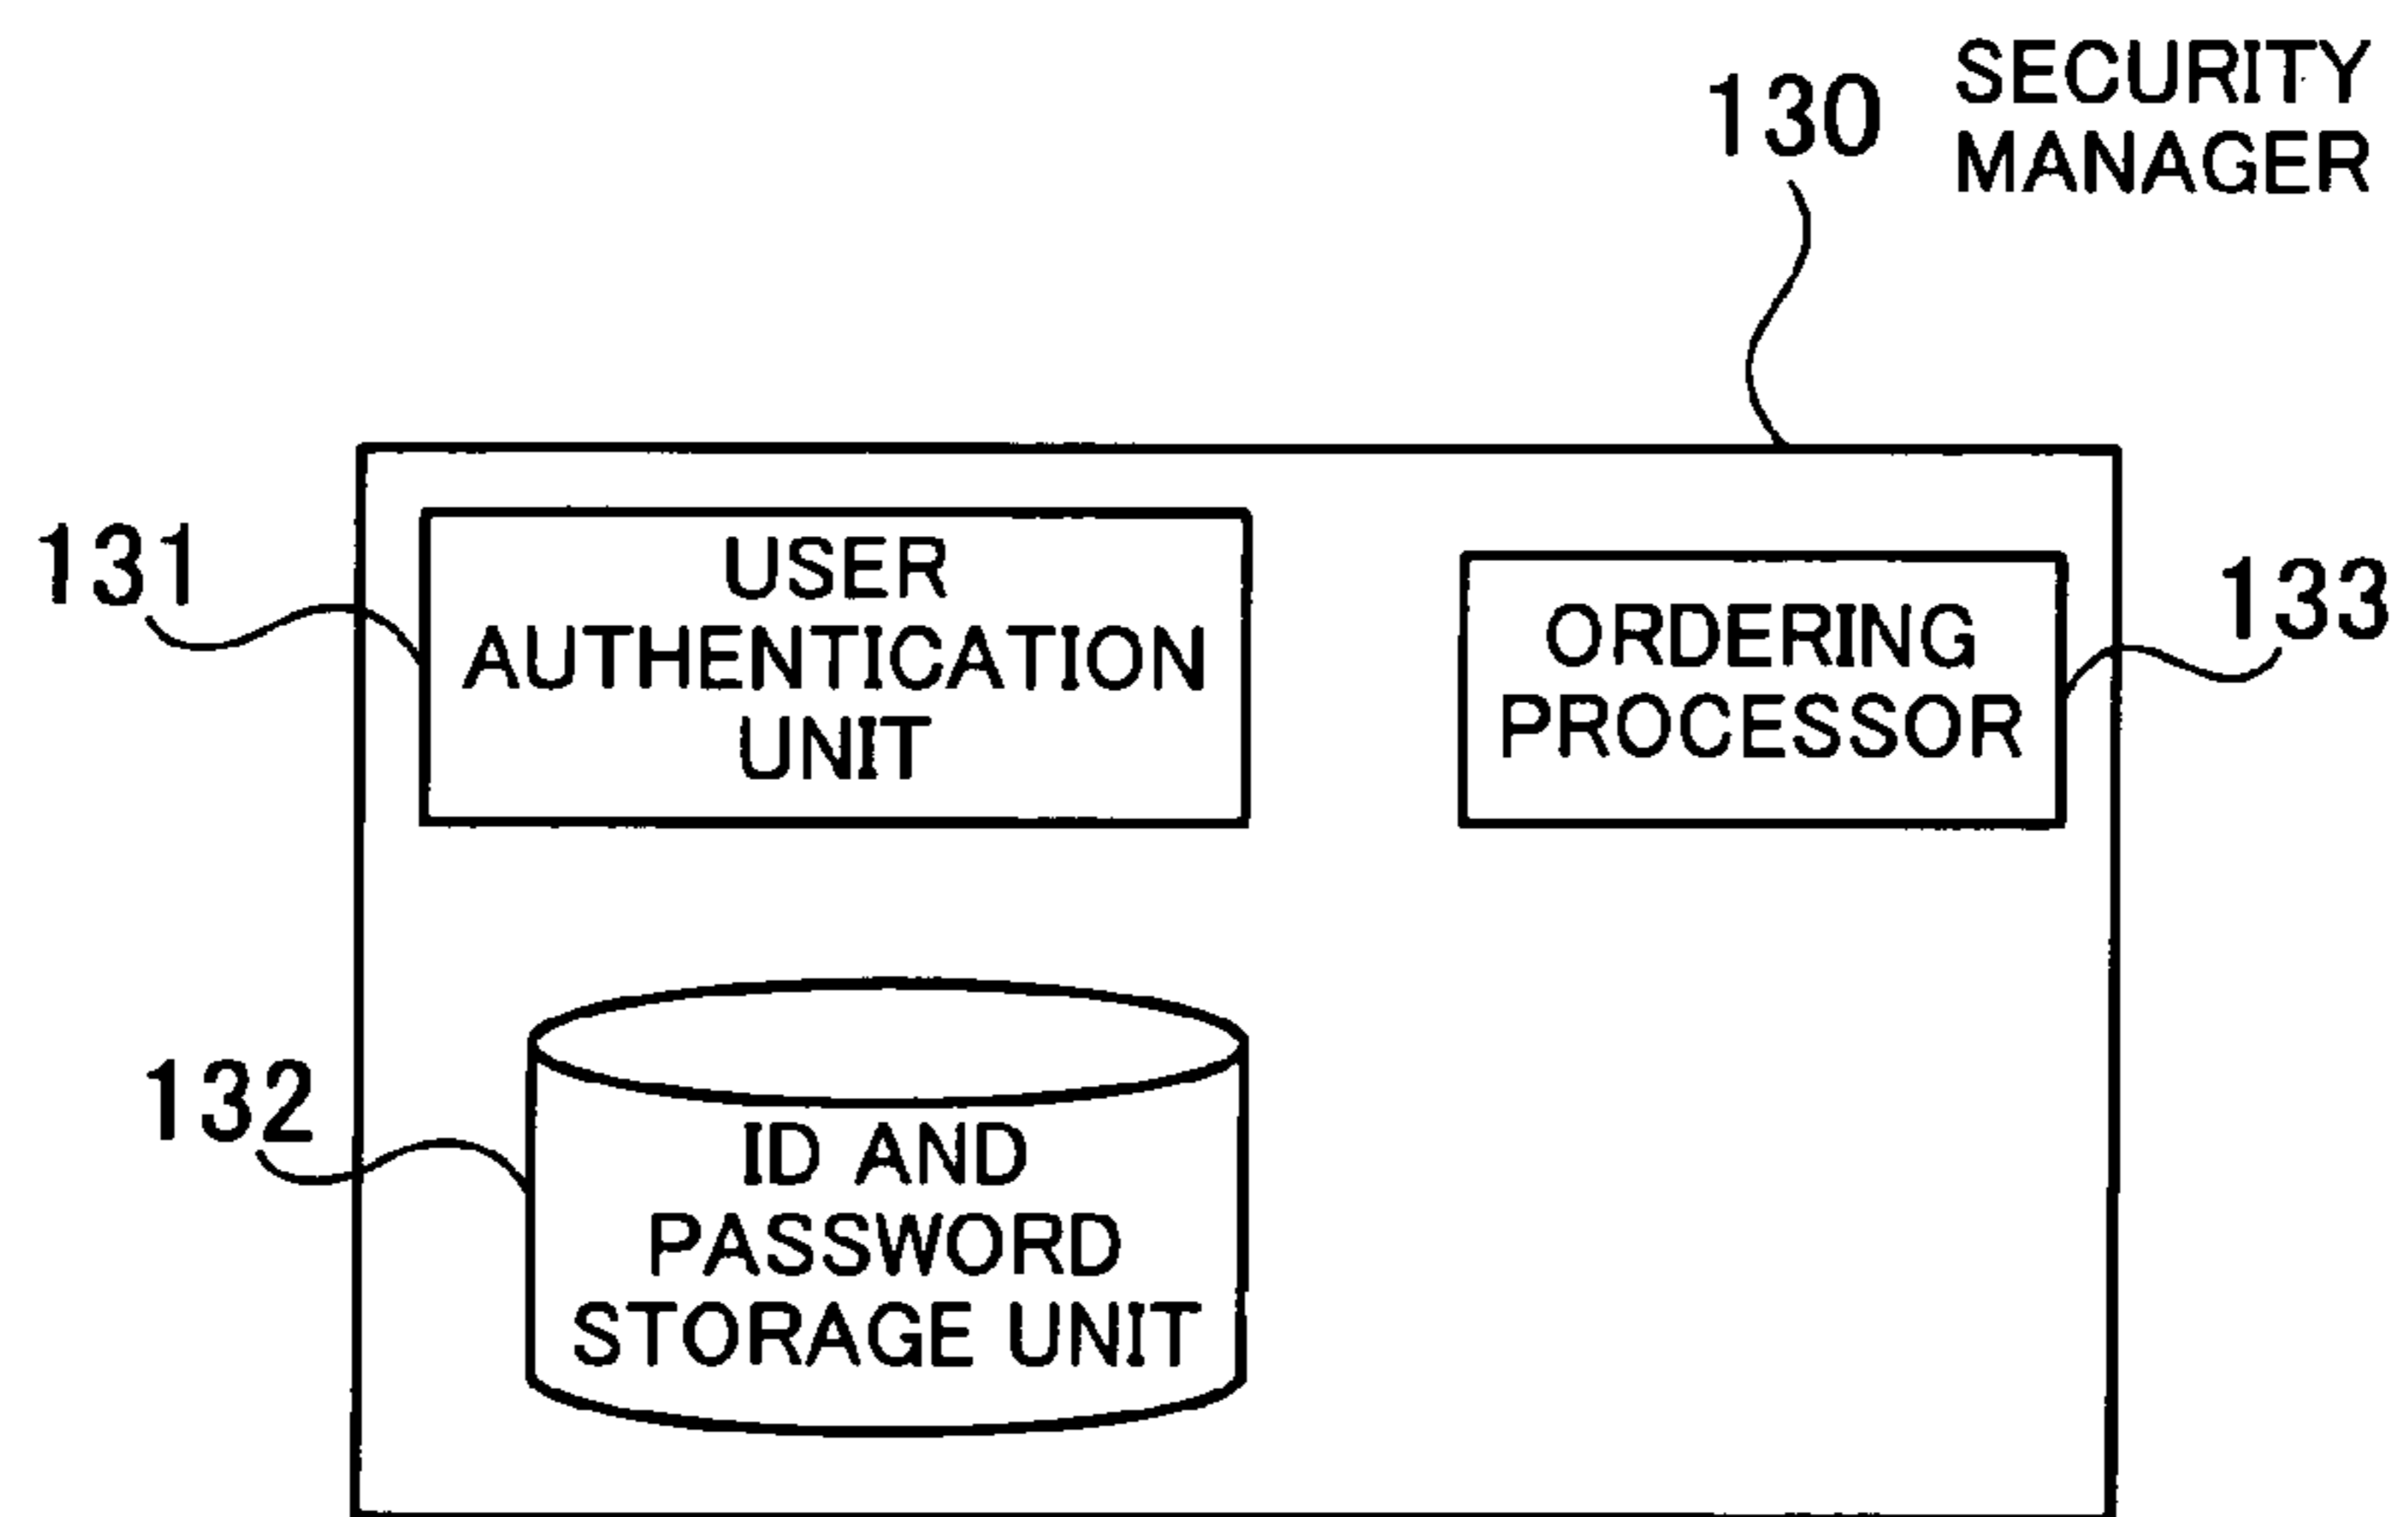 SECURITY
130 MANAGER
131
USER
AUTHENTICATION
UNIT
ORDERING
PROCESSOR
133
132
ID AND
PASSWORD
STORAGE UNIT